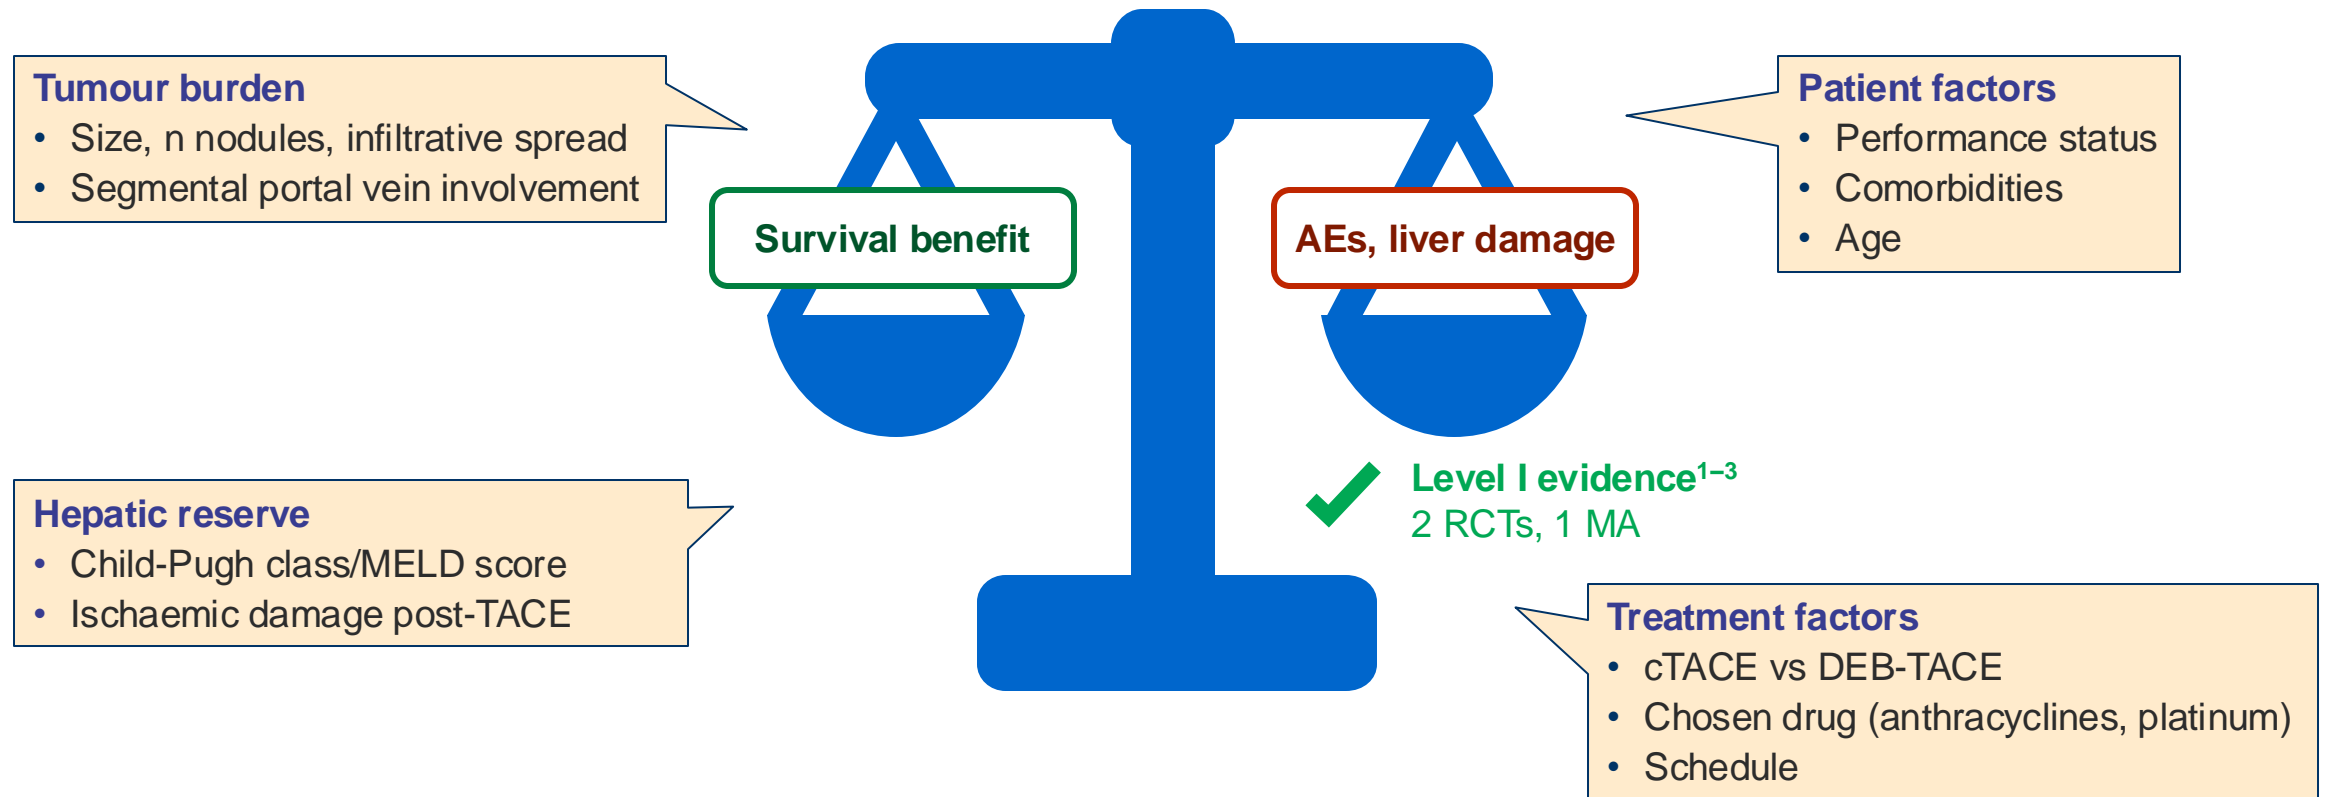 Tumour burden
• Size, n nodules, infiltrative spread
• Segmental portal vein involvement
Patient factors
• Performance status
• Comorbidities
• Age
Survival benefit
AEs, liver damage
Hepatic reserve
• Child-Pugh class/MELD score
• Ischaemic damage post-TACE
Level I evidence¹⁻³
2 RCTs, 1 MA
Treatment factors
• cTACE vs DEB-TACE
• Chosen drug (anthracyclines, platinum)
• Schedule